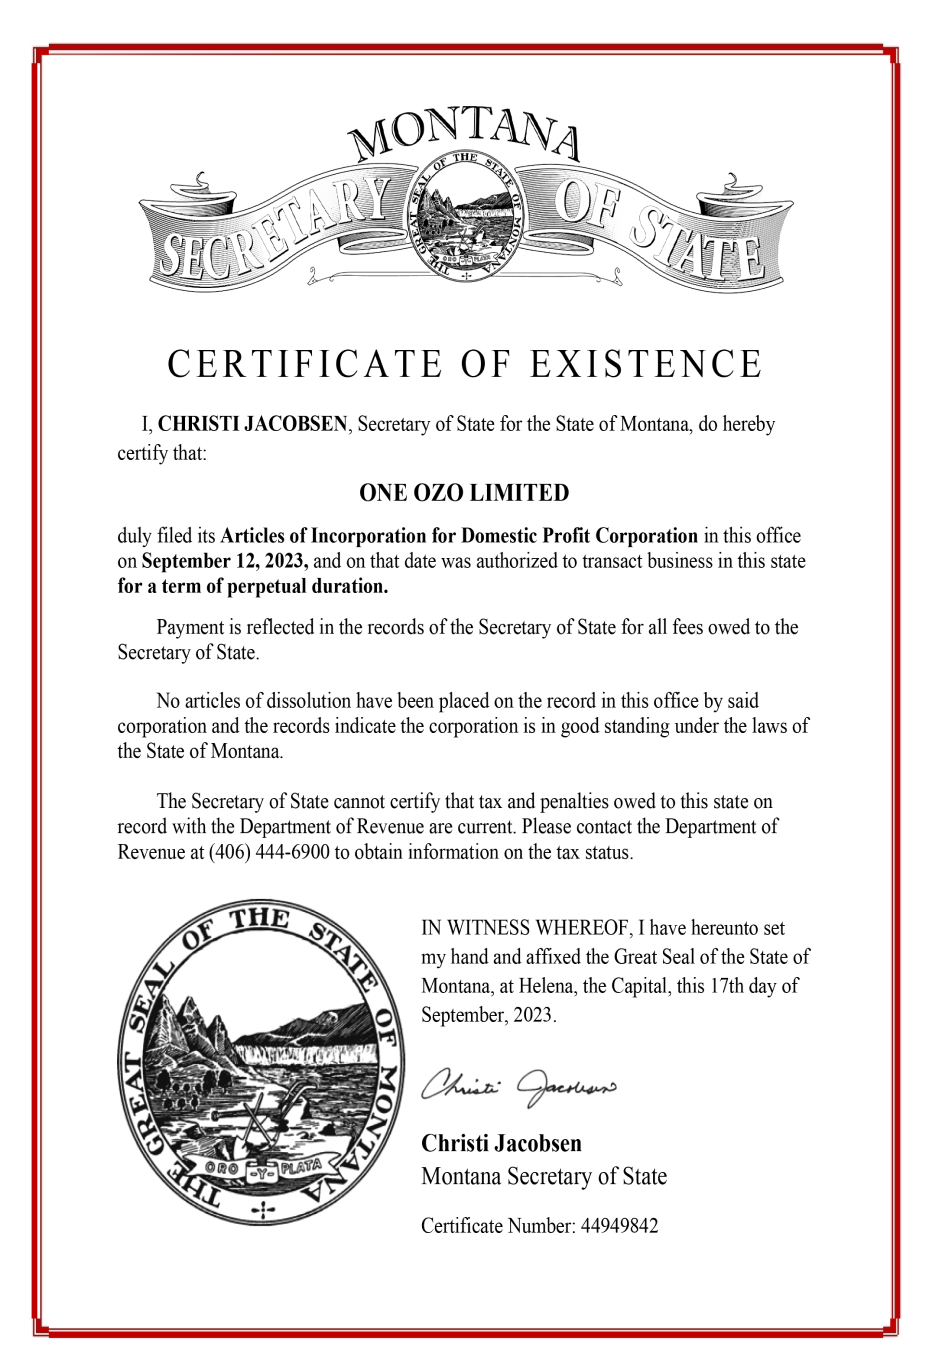 MONTANA
SECRETARY OF STATE
THE GREAT SEAL OF THE STATE OF MONTANA
ORO Y PLATA
CERTIFICATE OF EXISTENCE
I, CHRISTI JACOBSEN, Secretary of State for the State of Montana, do hereby
certify that:
ONE OZO LIMITED
duly filed its Articles of Incorporation for Domestic Profit Corporation in this office
on September 12, 2023, and on that date was authorized to transact business in this state
for a term of perpetual duration.
Payment is reflected in the records of the Secretary of State for all fees owed to the
Secretary of State.
No articles of dissolution have been placed on the record in this office by said
corporation and the records indicate the corporation is in good standing under the laws of
the State of Montana.
The Secretary of State cannot certify that tax and penalties owed to this state on
record with the Department of Revenue are current. Please contact the Department of
Revenue at (406) 444-6900 to obtain information on the tax status.
THE GREAT SEAL OF THE STATE OF MONTANA
ORO -Y- PLATA
IN WITNESS WHEREOF, I have hereunto set
my hand and affixed the Great Seal of the State of
Montana, at Helena, the Capital, this 17th day of
September, 2023.
Christi Jacobsen
Christi Jacobsen
Montana Secretary of State
Certificate Number: 44949842